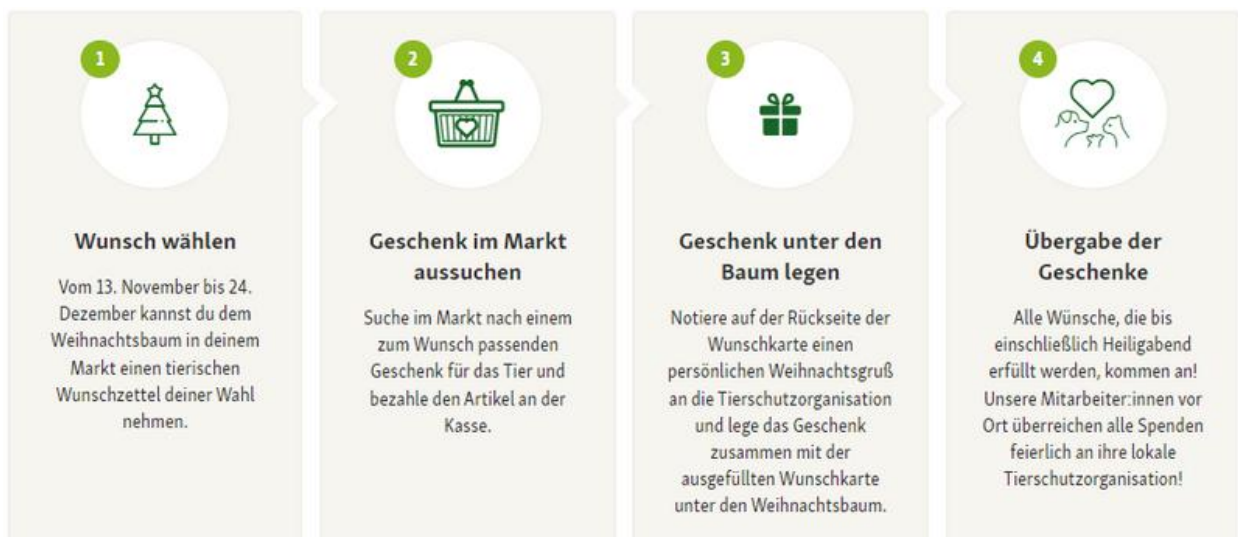 1
Wunsch wählen
Vom 13. November bis 24.
Dezember kannst du dem
Weihnachtsbaum in deinem
Markt einen tierischen
Wunschzettel deiner Wahl
nehmen.
2
Geschenk im Markt
aussuchen
Suche im Markt nach einem
zum Wunsch passenden
Geschenk für das Tier und
bezahle den Artikel an der
Kasse.
3
Geschenk unter den
Baum legen
Notiere auf der Rückseite der
Wunschkarte einen
persönlichen Weihnachtsgruß
an die Tierschutzorganisation
und lege das Geschenk
zusammen mit der
ausgefüllten Wunschkarte
unter den Weihnachtsbaum.
4
Übergabe der
Geschenke
Alle Wünsche, die bis
einschließlich Heiligabend
erfüllt werden, kommen an!
Unsere Mitarbeiter:innen vor
Ort überreichen alle Spenden
feierlich an ihre lokale
Tierschutzorganisation!